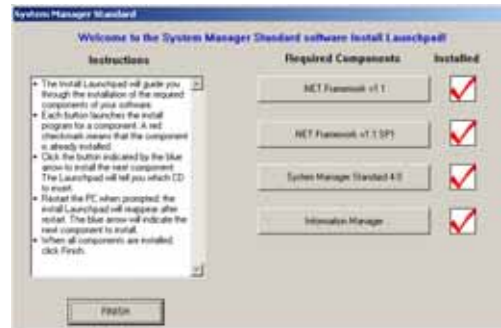 System Manager Standard
Welcome to the System Manager Standard software Install Launchpad!
Instructions
• The Install Launchpad will guide you
through the installation of the required
components of your software.
• Each button launches the install
program for a component. A red
checkmark means that the component
is already installed.
• Click the button indicated by the blue
arrow to install the next component.
The Launchpad will tell you which CD
to insert.
• Restart the PC when prompted; the
install Launchpad will reappear after
restart. The blue arrow will indicate the
next component to install.
• When all components are installed,
click Finish.
Required Components
Installed
.NET Framework v1.1
.NET Framework v1.1 SP1
System Manager Standard 4.0
Information Manager
FINISH